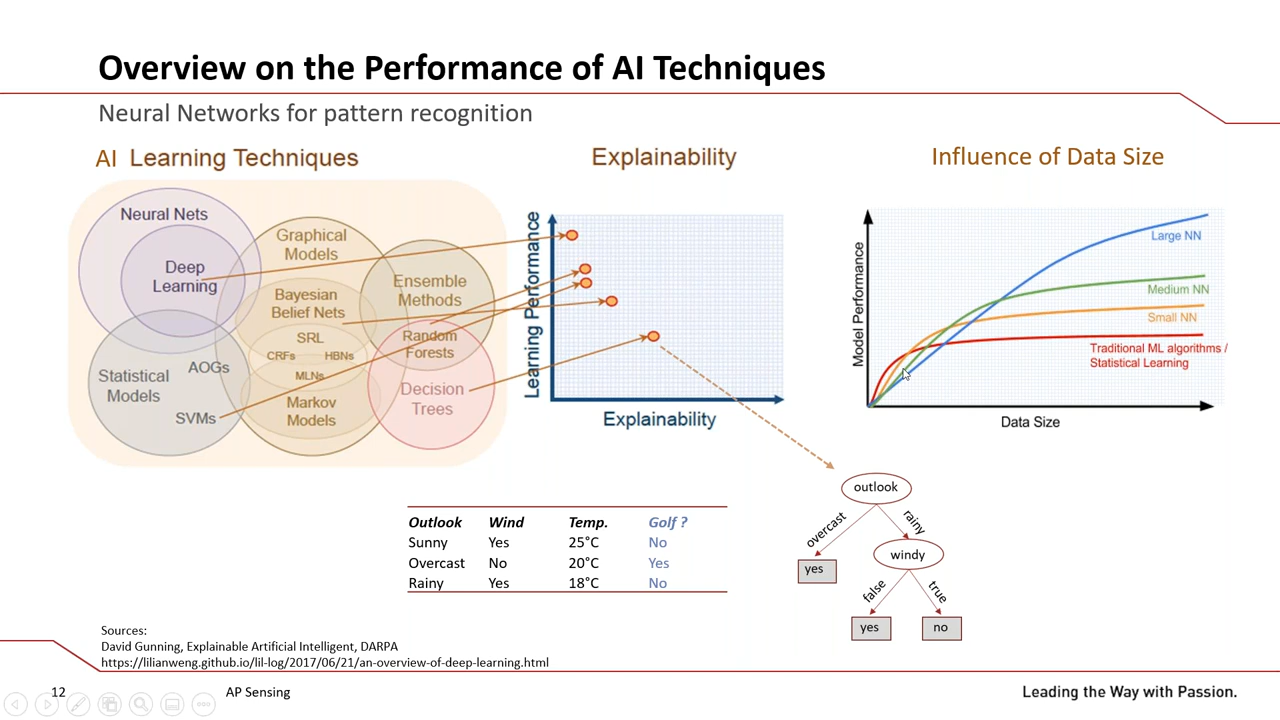 Overview on the Performance of AI Techniques
Neural Networks for pattern recognition
AI Learning Techniques
Neural Nets
Deep
Learning
Graphical
Models
Bayesian
Belief Nets
SRL
CRFs
HBNs
MLNs
Markov
Models
Ensemble
Methods
Random
Forests
Decision
Trees
Statistical
Models
AOGs
SVMs
Explainability
Learning Performance
Explainability
Influence of Data Size
Model Performance
Large NN
Medium NN
Small NN
Traditional ML algorithms /
Statistical Learning
Data Size
Outlook Wind Temp. Golf ?
Sunny Yes 25°C No
Overcast No 20°C Yes
Rainy Yes 18°C No
outlook
overcast
rainy
yes
windy
false
true
yes
no
Sources:
David Gunning, Explainable Artificial Intelligent, DARPA
https://lilianweng.github.io/lil-log/2017/06/21/an-overview-of-deep-learning.html
12
AP Sensing
Leading the Way with Passion.